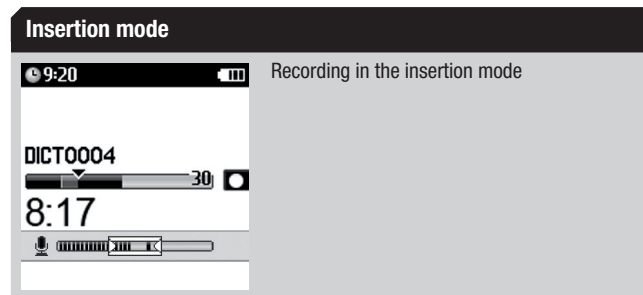 Insertion mode
9:20
Recording in the insertion mode
DICT0004
30
8:17